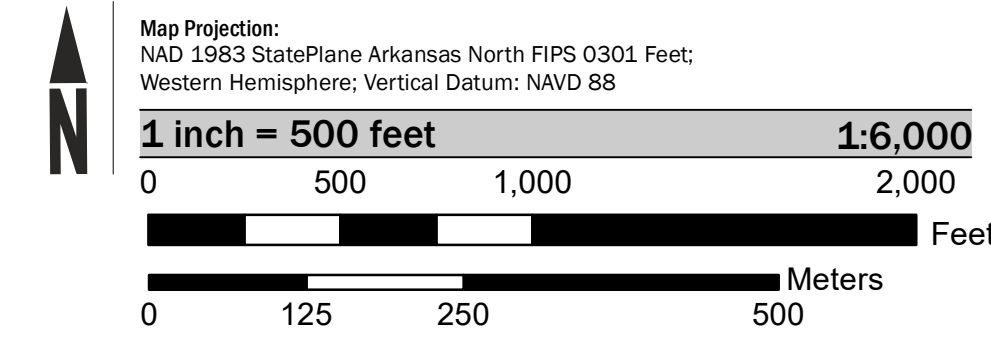 N
Map Projection:
NAD 1983 StatePlane Arkansas North FIPS 0301 Feet;
Western Hemisphere; Vertical Datum: NAVD 88
1 inch = 500 feet 1:6,000
0 500 1,000 2,000
Feet
Meters
0 125 250 500